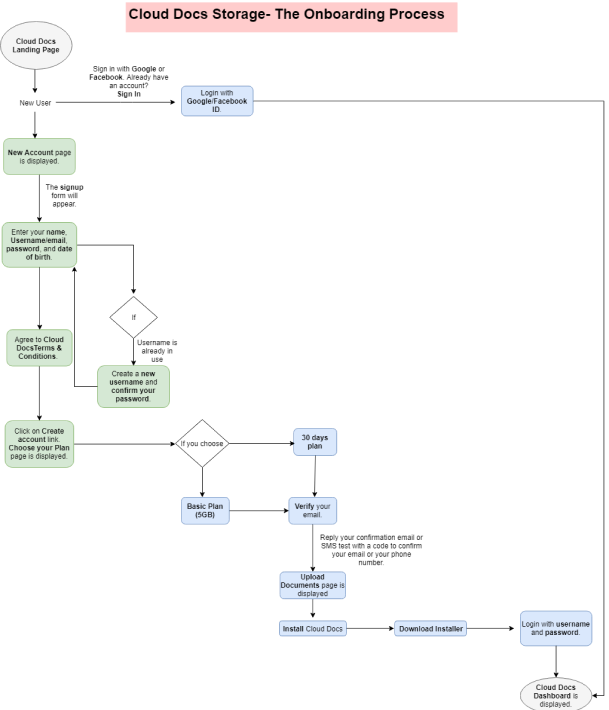 Cloud Docs Storage- The Onboarding Process
Cloud Docs
Landing Page
Sign in with Google or
Facebook. Already have
an account?
Sign In
New User
Login with
Google/Facebook
ID.
New Account page
is displayed.
The signup
form will
appear.
Enter your name,
Username/email,
password, and date
of birth.
If
Username is
already in
use
Agree to Cloud
DocsTerms &
Conditions.
Create a new
username and
confirm your
password.
Click on Create
account link.
Choose your Plan
page is displayed.
If you choose
30 days
plan
Basic Plan
(5GB)
Verify your
email.
Reply your confirmation email or
SMS test with a code to confirm
your email or your phone
number.
Upload
Documents page is
displayed
Install Cloud Docs
Download Installer
Login with username
and password.
Cloud Docs
Dashboard is
displayed.